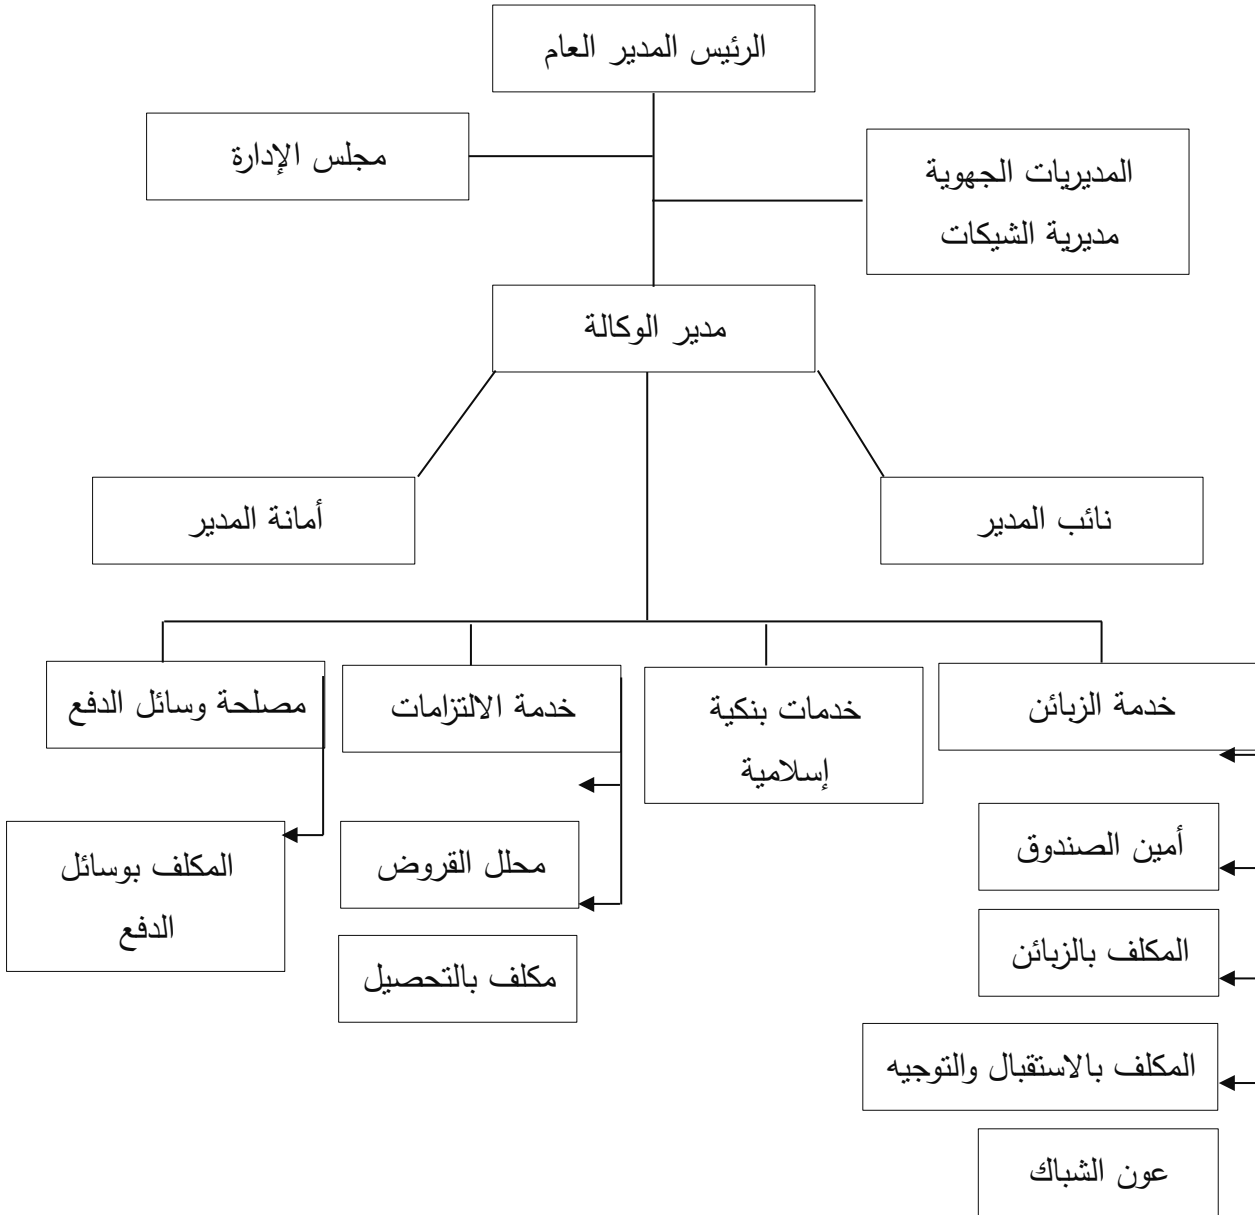 الرئيس المدير العام
مجلس الإدارة
المديريات الجهوية
مديرية الشيكات
مدير الوكالة
نائب المدير
أمانة المدير
خدمة الزبائن
خدمات بنكية
إسلامية
خدمة الالتزامات
مصلحة وسائل الدفع
أمين الصندوق
المكلف بالزبائن
المكلف بالاستقبال والتوجيه
عون الشباك
محلل القروض
مكلف بالتحصيل
المكلف بوسائل
الدفع